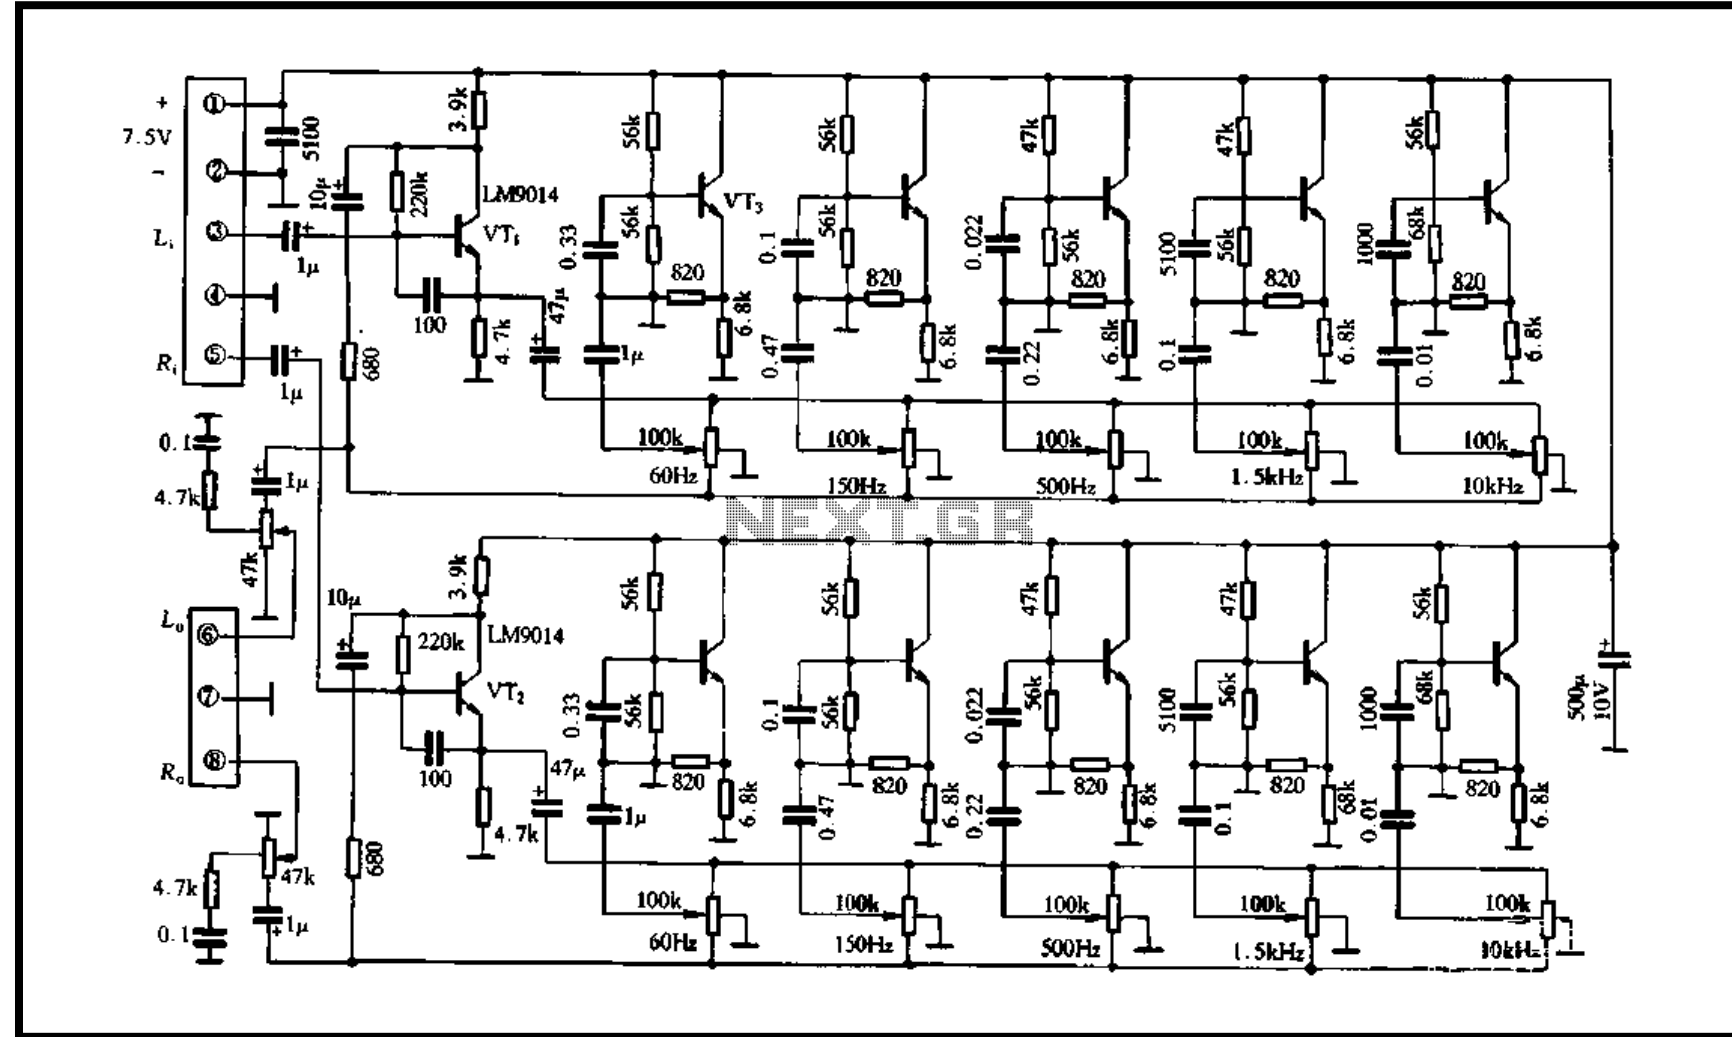 +
7.5V
−
①
②
③
④
⑤
Li
Ri
5100
10μ
+
220k
3.9k
LM9014
VT1
+
1μ
100
4.7k
47μ
+
680
+
1μ
56k
56k
0.33
VT3
820
6.8k
1μ
56k
56k
0.1
820
6.8k
0.47
47k
56k
0.022
820
6.8k
0.22
47k
56k
5100
820
6.8k
0.1
56k
68k
1000
820
6.8k
0.01
100k
60Hz
100k
150Hz
100k
500Hz
100k
1.5kHz
100k
10kHz
0.1
4.7k
+
1μ
47k
NEXT.GR
Lo
⑥
⑦
⑧
Ro
10μ
+
220k
3.9k
LM9014
VT2
100
4.7k
47μ
+
680
56k
56k
0.33
820
6.8k
1μ
56k
56k
0.1
820
6.8k
0.47
47k
56k
0.022
820
6.8k
0.22
47k
56k
5100
820
68k
0.1
56k
68k
1000
820
6.8k
0.01
+
500μ
10V
47k
4.7k
0.1
1μ
+
100k
60Hz
100k
150Hz
100k
500Hz
100k
1.5kHz
100k
10kHz